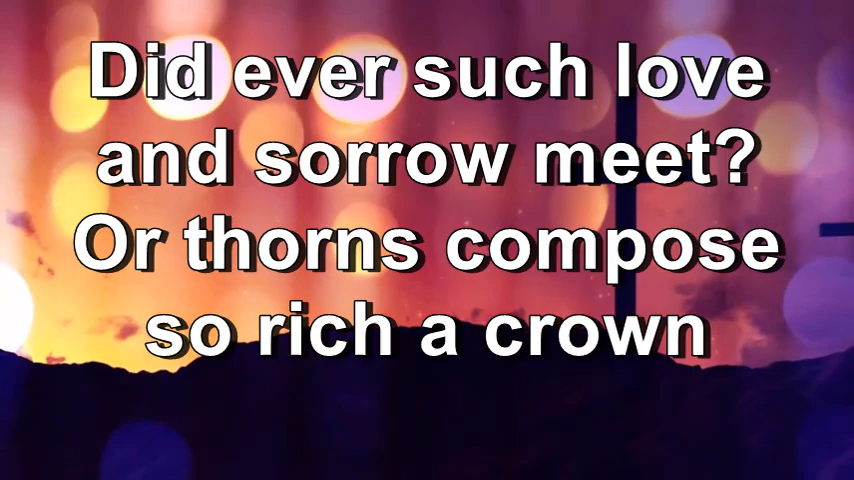 Did ever such love
and sorrow meet?
Or thorns compose
so rich a crown